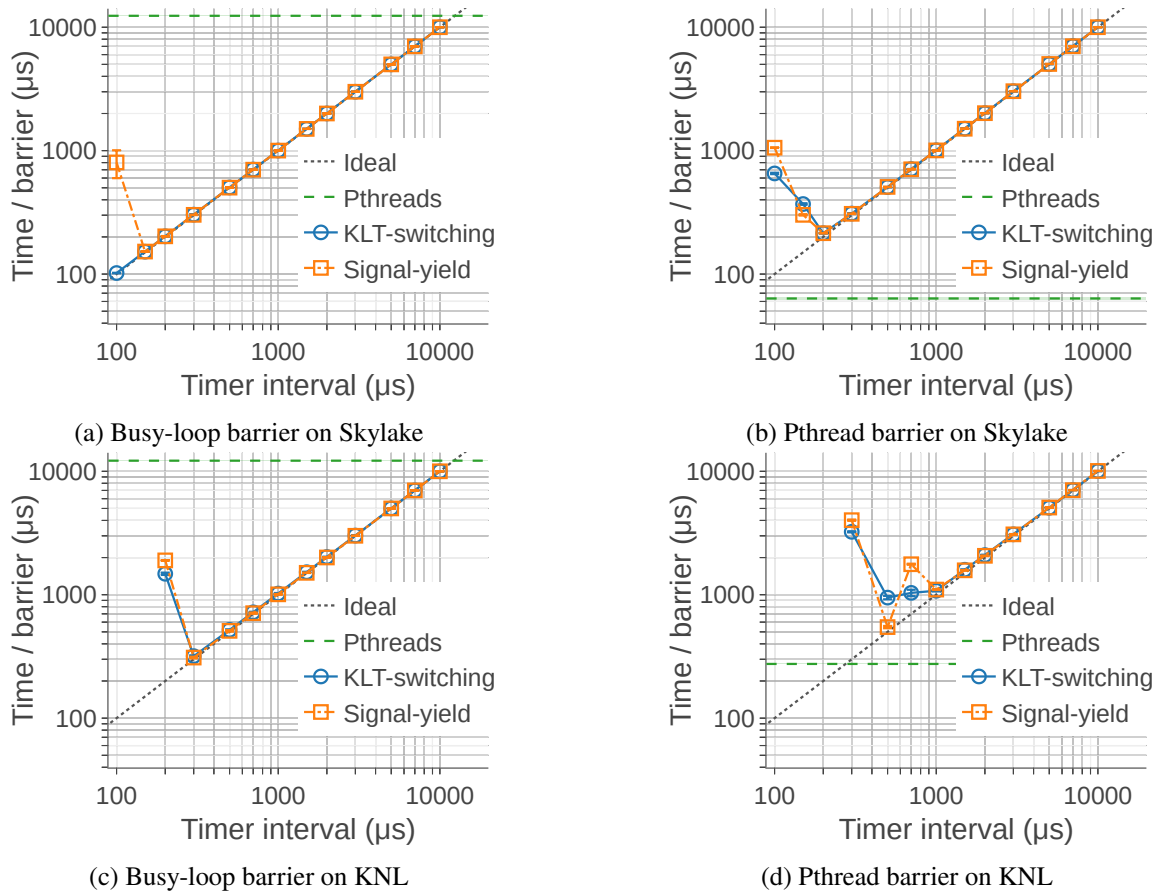 10000
1000
100
Time / barrier (µs)
Ideal
Pthreads
KLT-switching
Signal-yield
100
1000
10000
Timer interval (µs)
(a) Busy-loop barrier on Skylake
10000
1000
100
Time / barrier (µs)
Ideal
Pthreads
KLT-switching
Signal-yield
100
1000
10000
Timer interval (µs)
(b) Pthread barrier on Skylake
10000
1000
100
Time / barrier (µs)
Ideal
Pthreads
KLT-switching
Signal-yield
100
1000
10000
Timer interval (µs)
(c) Busy-loop barrier on KNL
10000
1000
100
Time / barrier (µs)
Ideal
Pthreads
KLT-switching
Signal-yield
100
1000
10000
Timer interval (µs)
(d) Pthread barrier on KNL